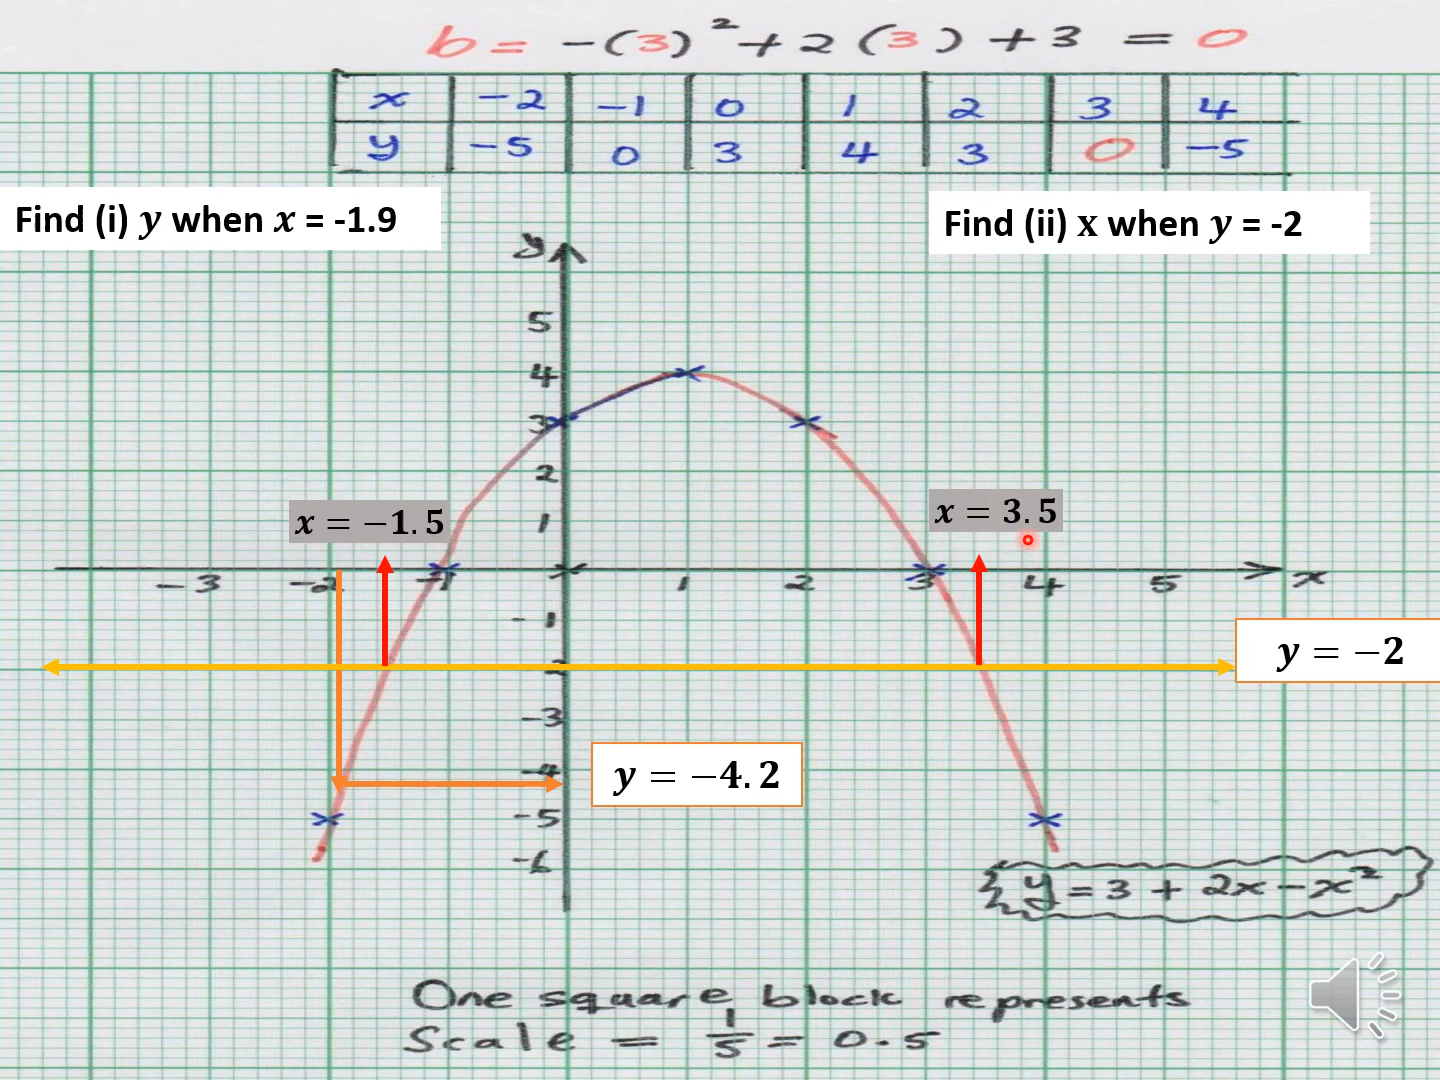 b = -(3)² + 2(3) + 3 = 0
x -2 -1 0 1 2 3 4
y -5 0 3 4 3 0 -5
Find (i) y when x = -1.9
Find (ii) x when y = -2
y
5
4
3
2
1
x = -1.5
x = 3.5
-3 -2 -1 1 2 3 4 5 x
-1
-2
y = -2
-3
-4
y = -4.2
-5
-6
y = 3 + 2x - x²
One square block represents
Scale = 1/5 = 0.5